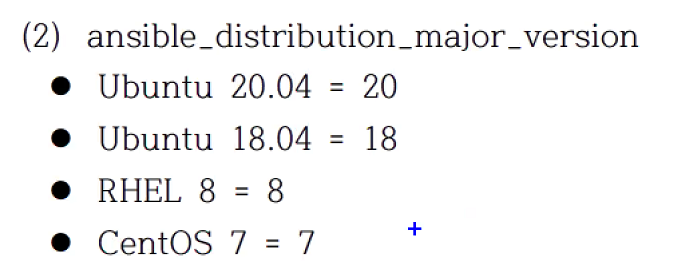 (2) ansible_distribution_major_version
● Ubuntu 20.04 = 20
● Ubuntu 18.04 = 18
● RHEL 8 = 8
● CentOS 7 = 7